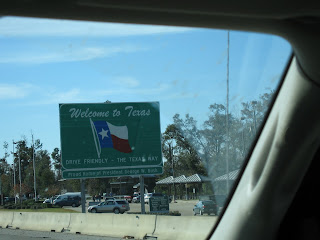 Welcome to Texas
DRIVE FRIENDLY - THE TEXAS WAY